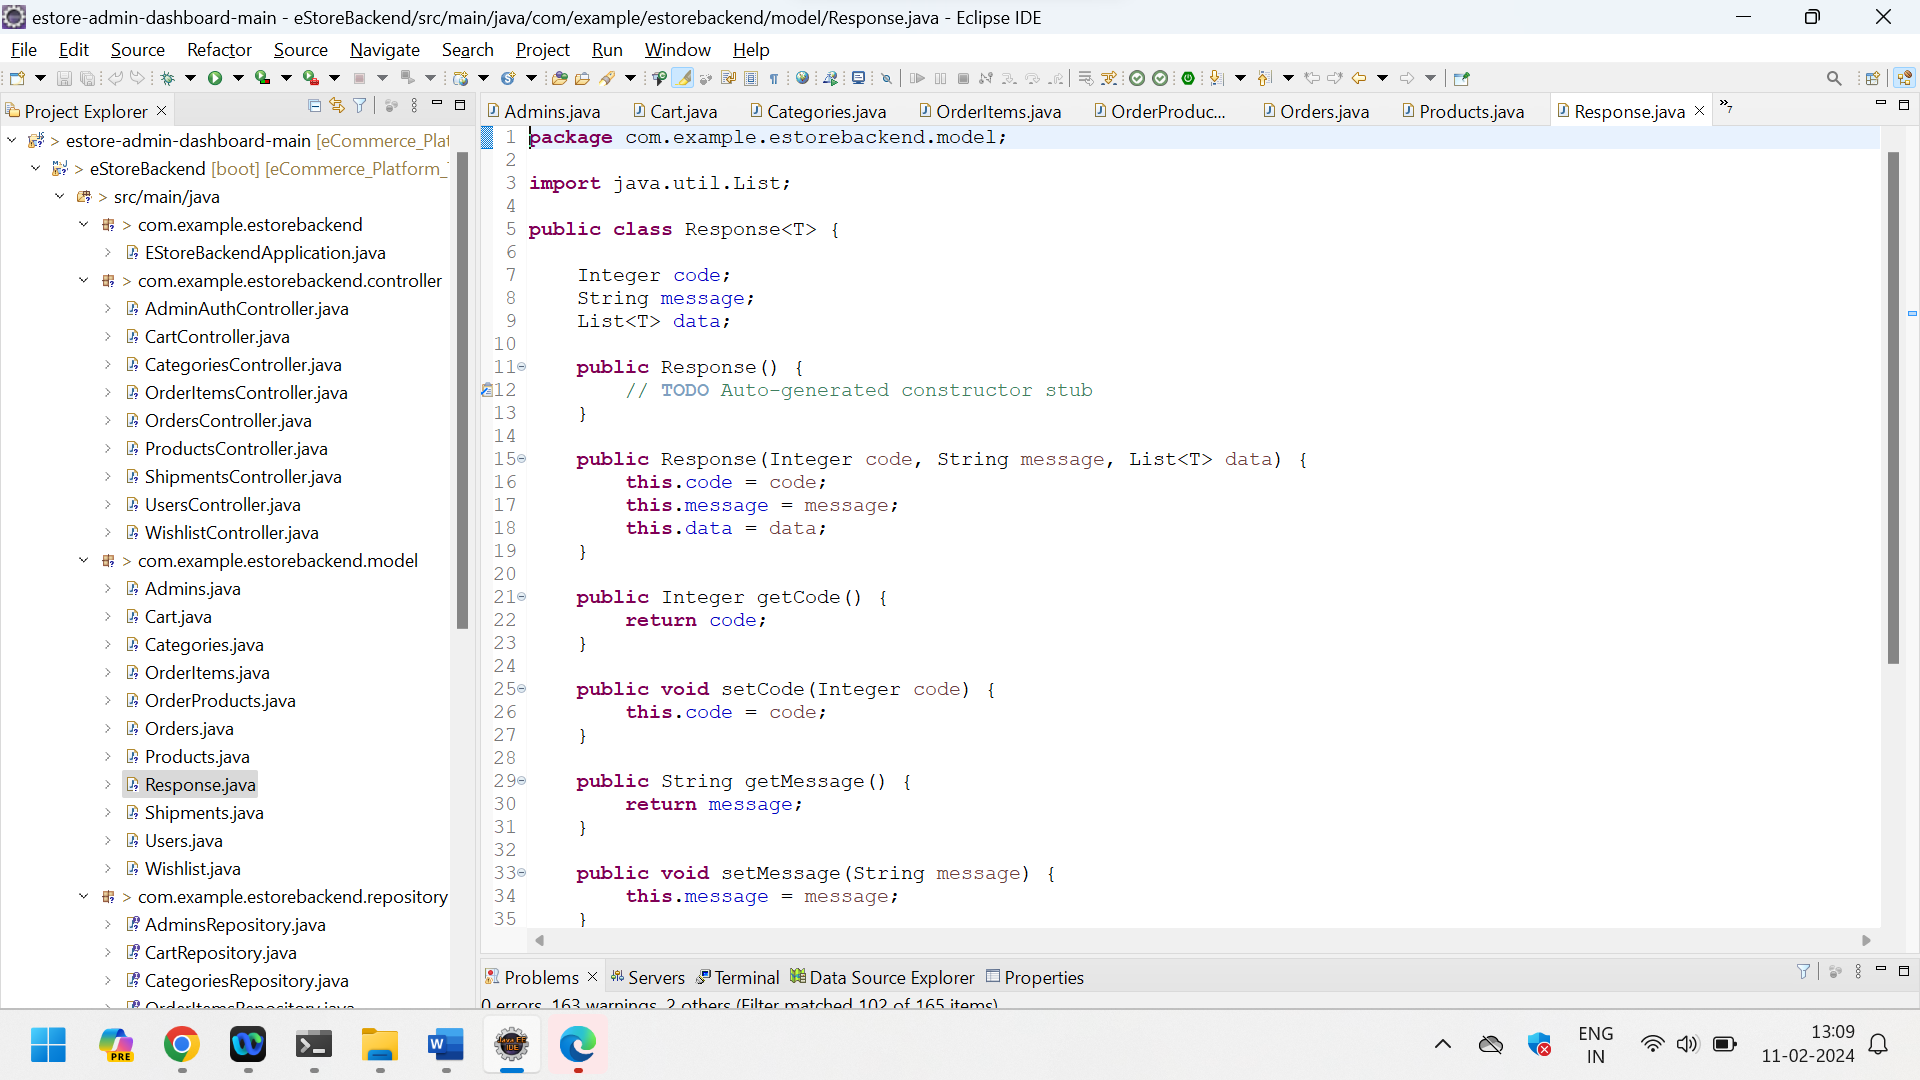 estore-admin-dashboard-main - eStoreBackend/src/main/java/com/example/estorebackend/model/Response.java - Eclipse IDE
File Edit Source Refactor Source Navigate Search Project Run Window Help
Project Explorer
> estore-admin-dashboard-main [eCommerce_Plat
> eStoreBackend [boot] [eCommerce_Platform_
> src/main/java
> com.example.estorebackend
EStoreBackendApplication.java
> com.example.estorebackend.controller
AdminAuthController.java
CartController.java
CategoriesController.java
OrderItemsController.java
OrdersController.java
ProductsController.java
ShipmentsController.java
UsersController.java
WishlistController.java
> com.example.estorebackend.model
Admins.java
Cart.java
Categories.java
OrderItems.java
OrderProducts.java
Orders.java
Products.java
Response.java
Shipments.java
Users.java
Wishlist.java
> com.example.estorebackend.repository
AdminsRepository.java
CartRepository.java
CategoriesRepository.java
OrderItemsRepository.java
Admins.java Cart.java Categories.java OrderItems.java OrderProduc... Orders.java Products.java Response.java »7
1 package com.example.estorebackend.model;
2
3 import java.util.List;
4
5 public class Response<T> {
6
7     Integer code;
8     String message;
9     List<T> data;
10
11     public Response() {
12         // TODO Auto-generated constructor stub
13     }
14
15     public Response(Integer code, String message, List<T> data) {
16         this.code = code;
17         this.message = message;
18         this.data = data;
19     }
20
21     public Integer getCode() {
22         return code;
23     }
24
25     public void setCode(Integer code) {
26         this.code = code;
27     }
28
29     public String getMessage() {
30         return message;
31     }
32
33     public void setMessage(String message) {
34         this.message = message;
35     }
Problems Servers Terminal Data Source Explorer Properties
0 errors, 163 warnings, 2 others (Filter matched 102 of 165 items)
PRE
W
Java EE
IDE
ENG
IN
13:09
11-02-2024